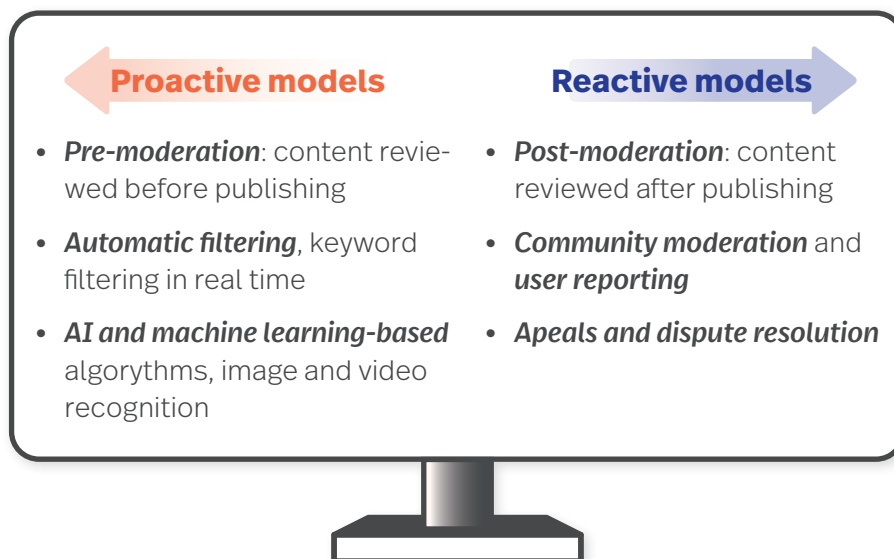 Proactive models
• Pre-moderation: content revie-
wed before publishing
• Automatic filtering, keyword
filtering in real time
• AI and machine learning-based
algorythms, image and video
recognition
Reactive models
• Post-moderation: content
reviewed after publishing
• Community moderation and
user reporting
• Apeals and dispute resolution